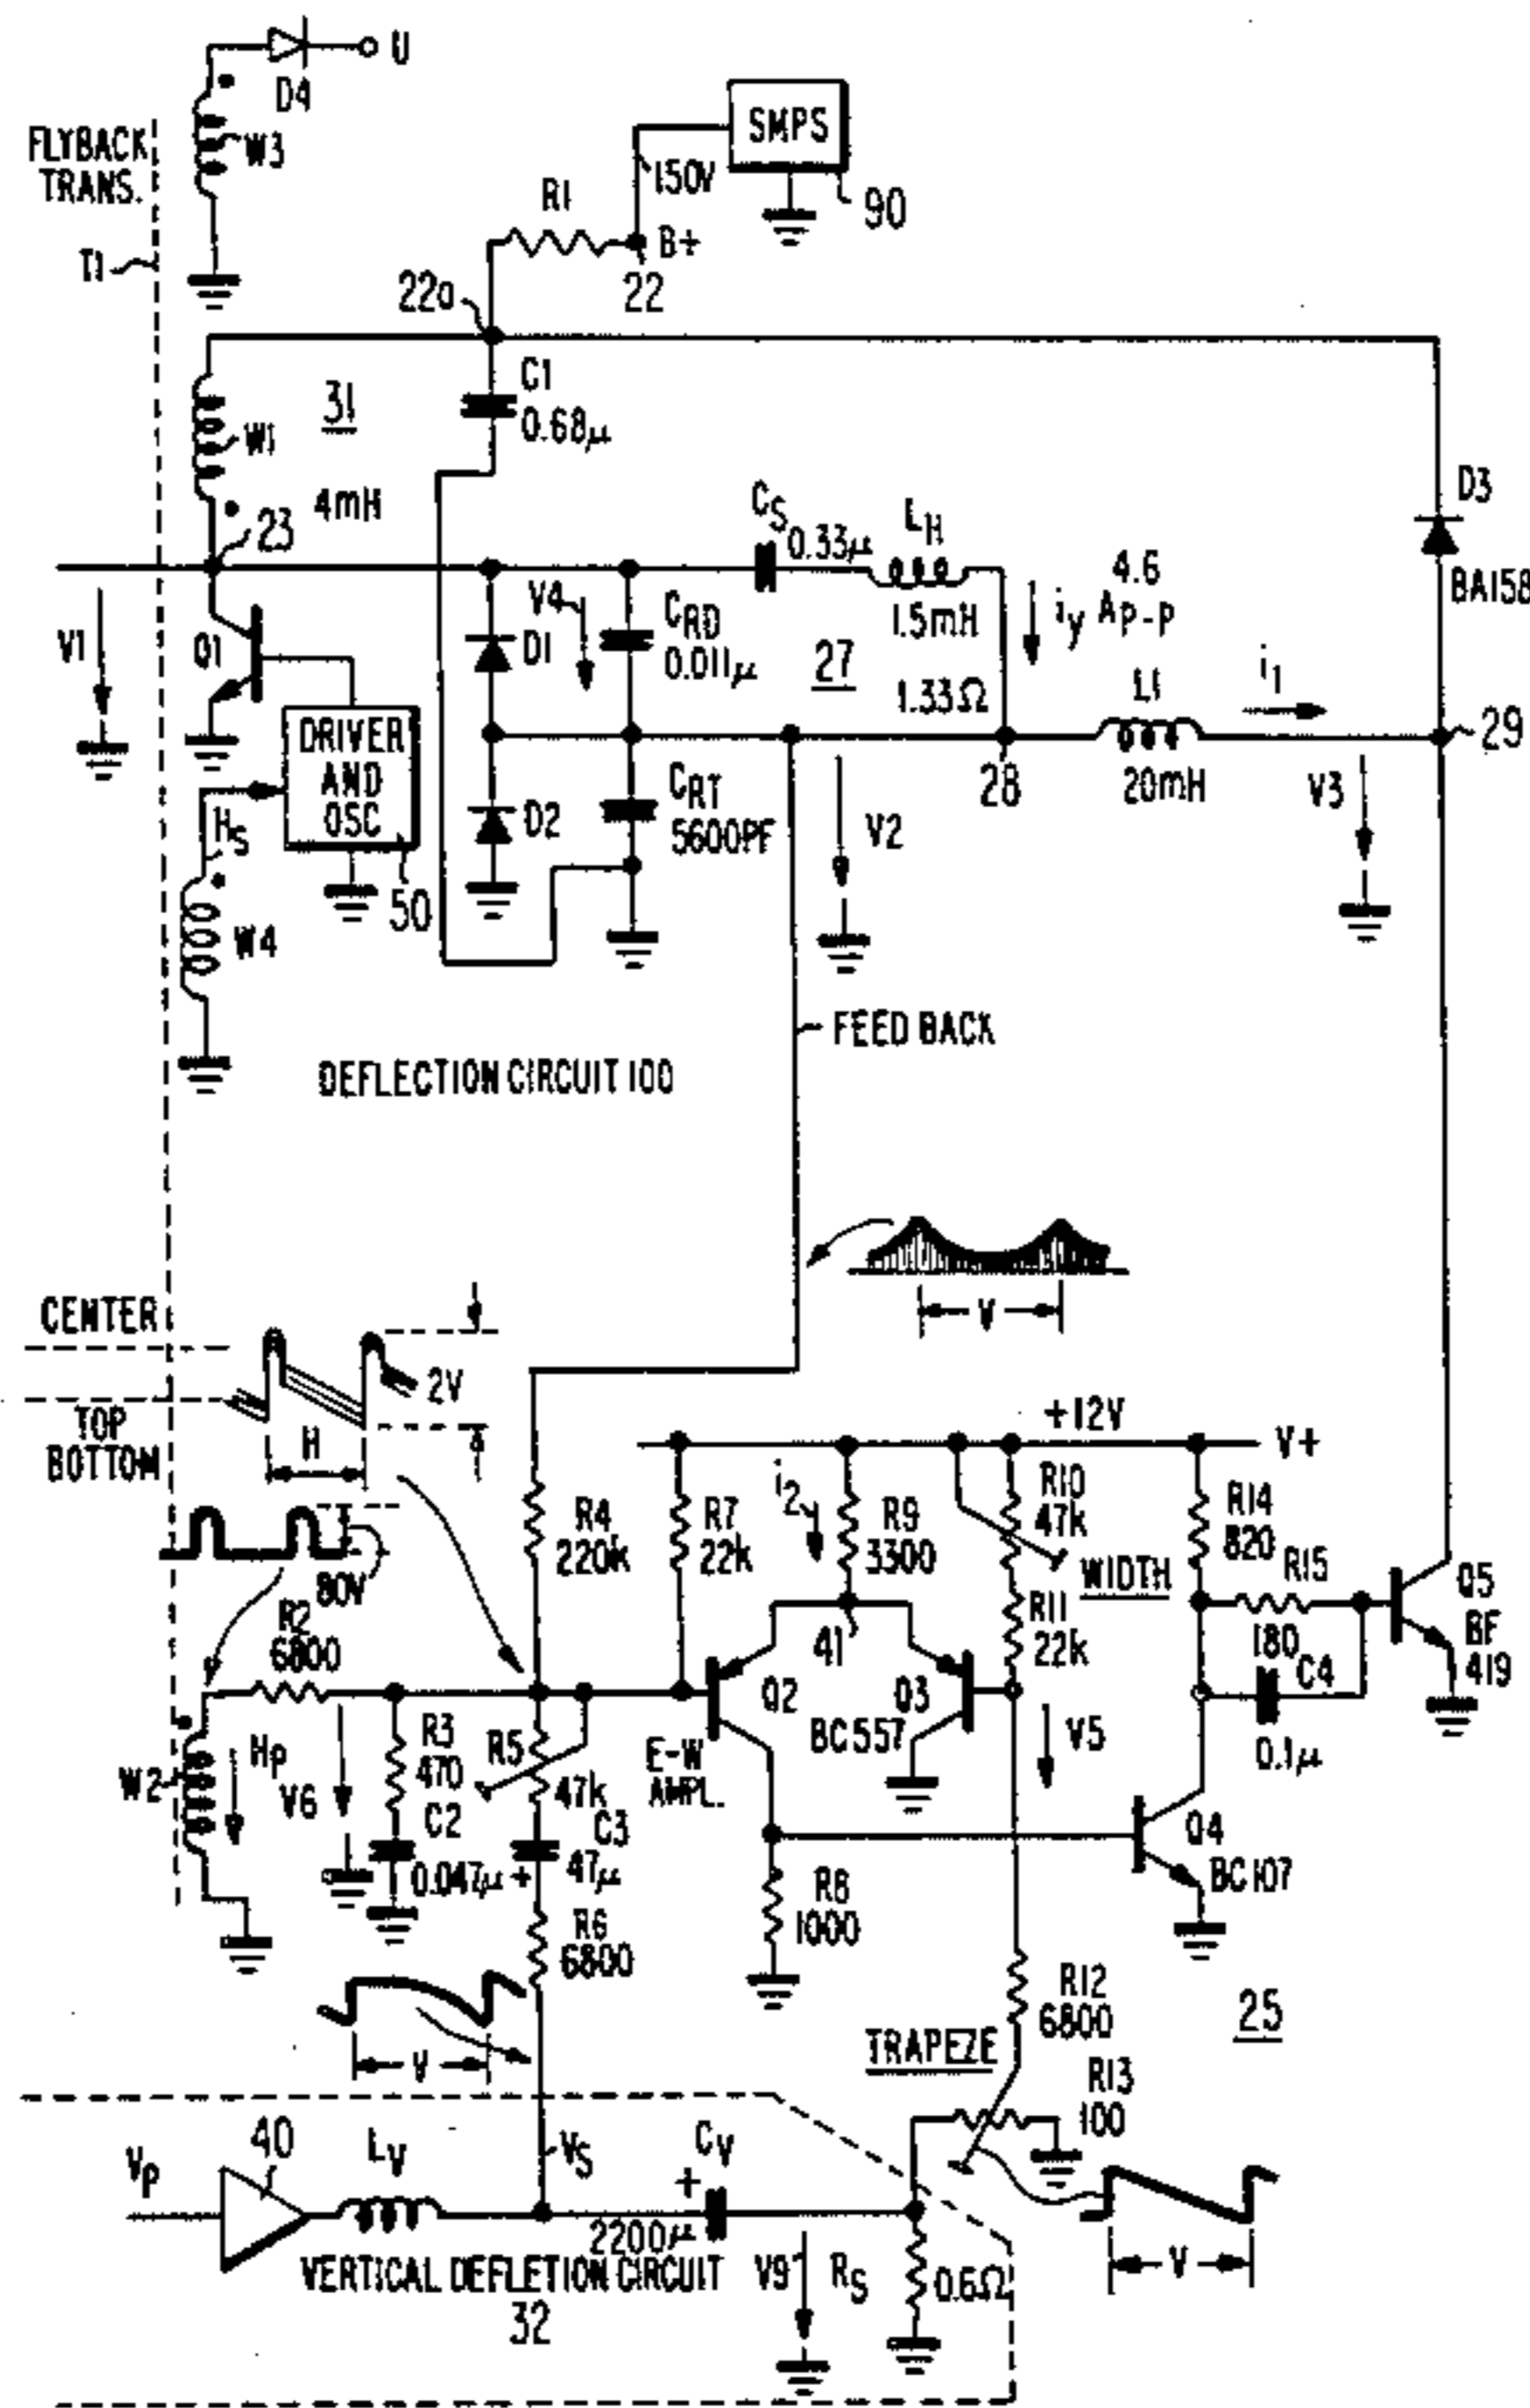 U
D4
FLYBACK
TRANS.
W3
SMPS
150V
90
R1
B+
22
T1
22a
C1
0.68μ
31
W1
4mH
23
D3
BA158
CS
0.33μ
LH
1.5mH
iy
4.6
Ap-p
V4
CRD
0.011μ
D1
27
1.33Ω
L1
i1
V1
Q1
29
28
20mH
V3
DRIVER
AND
OSC
HS
D2
CRT
5600PF
V2
50
W4
FEED BACK
DEFLECTION CIRCUIT 100
V
CENTER
2V
TOP
BOTTOM
H
+12V
V+
80V
R4
220k
R7
22k
i2
R9
3300
R10
47k
R14
820
WIDTH
R15
180
Q5
BF
419
R2
6800
R11
22k
41
C4
0.1μ
Q2
Q3
BC557
V5
E-W
AMPL.
W2
HP
V6
R3
470
R5
47k
C2
0.047μ
+
C3
47μ
Q4
BC107
R8
1000
R6
6800
R12
6800
25
V
TRAPEZE
R13
100
VP
40
LV
VS
CV
+
2200μ
VERTICAL DEFLETION CIRCUIT
32
V9
RS
0.6Ω
V